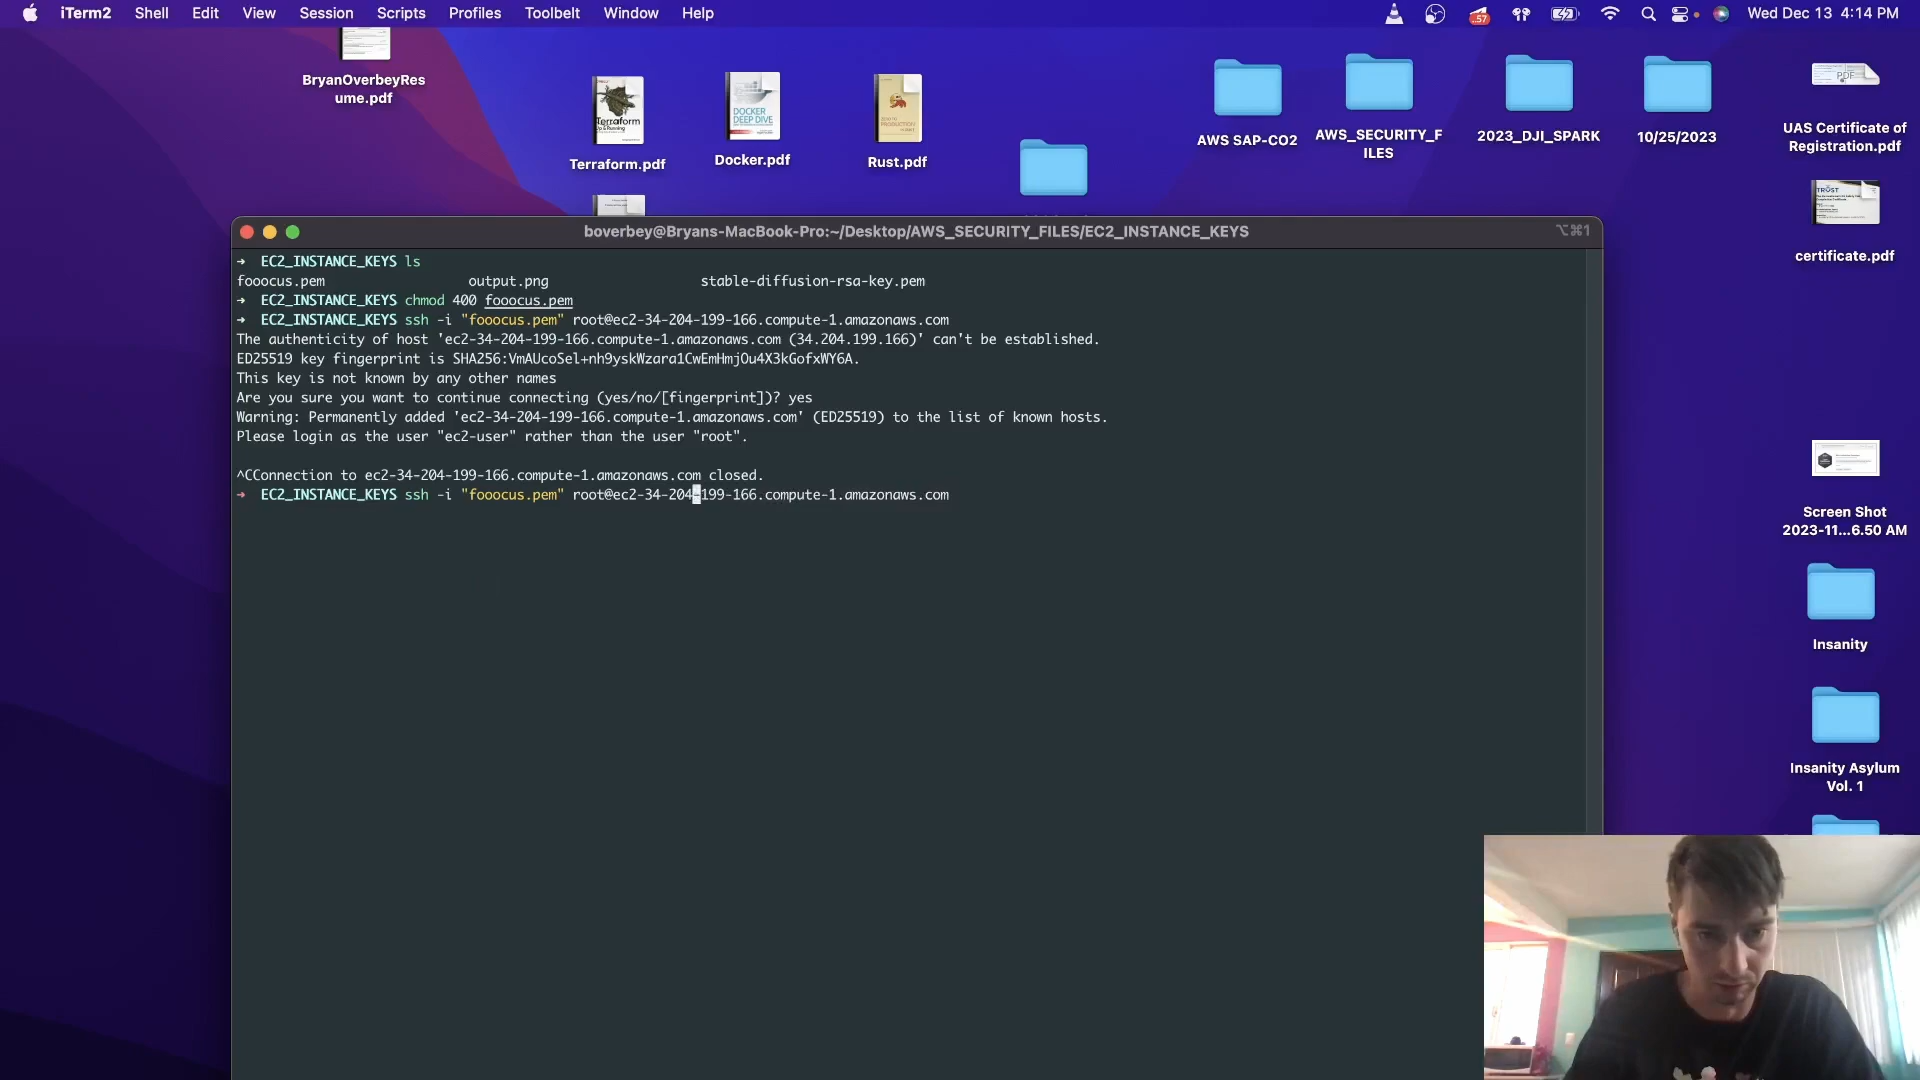 iTerm2 Shell Edit View Session Scripts Profiles Toolbelt Window Help
.57
Wed Dec 13 4:14 PM
BryanOverbeyRes
ume.pdf
Terraform
Terraform.pdf
DOCKER
DEEP DIVE
Docker.pdf
Rust.pdf
AWS SAP-CO2
AWS_SECURITY_F
ILES
2023_DJI_SPARK
10/25/2023
PDF
UAS Certificate of
Registration.pdf
TRUST
certificate.pdf
Screen Shot
2023-11...6.50 AM
Insanity
Insanity Asylum
Vol. 1
boverbey@Bryans-MacBook-Pro:~/Desktop/AWS_SECURITY_FILES/EC2_INSTANCE_KEYS
⌥⌘1
➜ EC2_INSTANCE_KEYS ls
fooocus.pem output.png stable-diffusion-rsa-key.pem
➜ EC2_INSTANCE_KEYS chmod 400 fooocus.pem
➜ EC2_INSTANCE_KEYS ssh -i "fooocus.pem" root@ec2-34-204-199-166.compute-1.amazonaws.com
The authenticity of host 'ec2-34-204-199-166.compute-1.amazonaws.com (34.204.199.166)' can't be established.
ED25519 key fingerprint is SHA256:VmAUcoSel+nh9yskWzara1CwEmHmjOu4X3kGofxWY6A.
This key is not known by any other names
Are you sure you want to continue connecting (yes/no/[fingerprint])? yes
Warning: Permanently added 'ec2-34-204-199-166.compute-1.amazonaws.com' (ED25519) to the list of known hosts.
Please login as the user "ec2-user" rather than the user "root".
^CConnection to ec2-34-204-199-166.compute-1.amazonaws.com closed.
➜ EC2_INSTANCE_KEYS ssh -i "fooocus.pem" root@ec2-34-204-199-166.compute-1.amazonaws.com